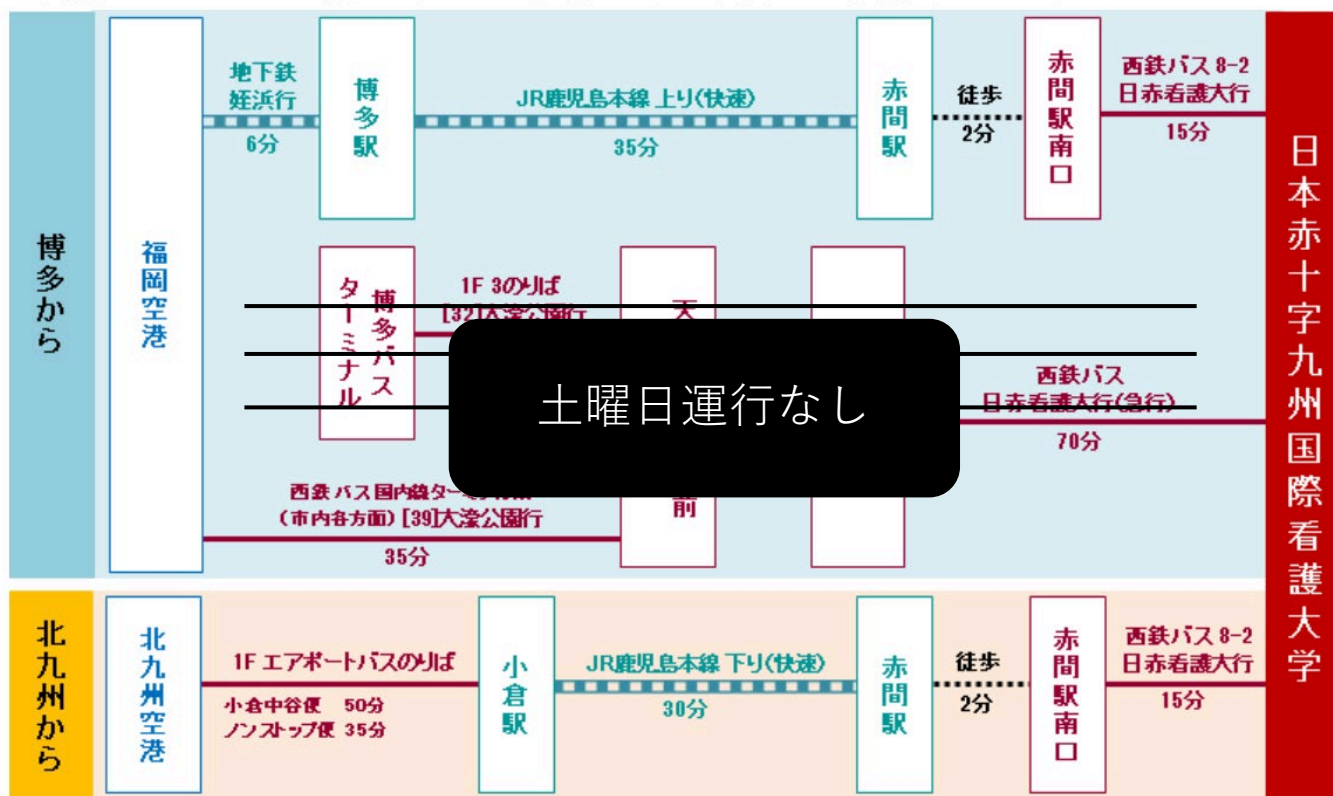 博多から
福岡空港
地下鉄
姪浜行
6分
博多駅
JR鹿児島本線 上り(快速)
35分
赤間駅
徒歩
2分
赤間駅南口
西鉄バス 8-2
日赤看護大行
15分
日本赤十字九州国際看護大学
博多バス
ターミナル
1F 3のりば
[32]大濠公園行
天
前
土曜日運行なし
西鉄バス
日赤看護大行(急行)
70分
西鉄バス 国内線ター
(市内各方面) [39]大濠公園行
35分
北九州から
北九州空港
1F エアポートバスのりば
小倉中谷便 50分
ノンストップ便 35分
小倉駅
JR鹿児島本線 下り(快速)
30分
赤間駅
徒歩
2分
赤間駅南口
西鉄バス 8-2
日赤看護大行
15分